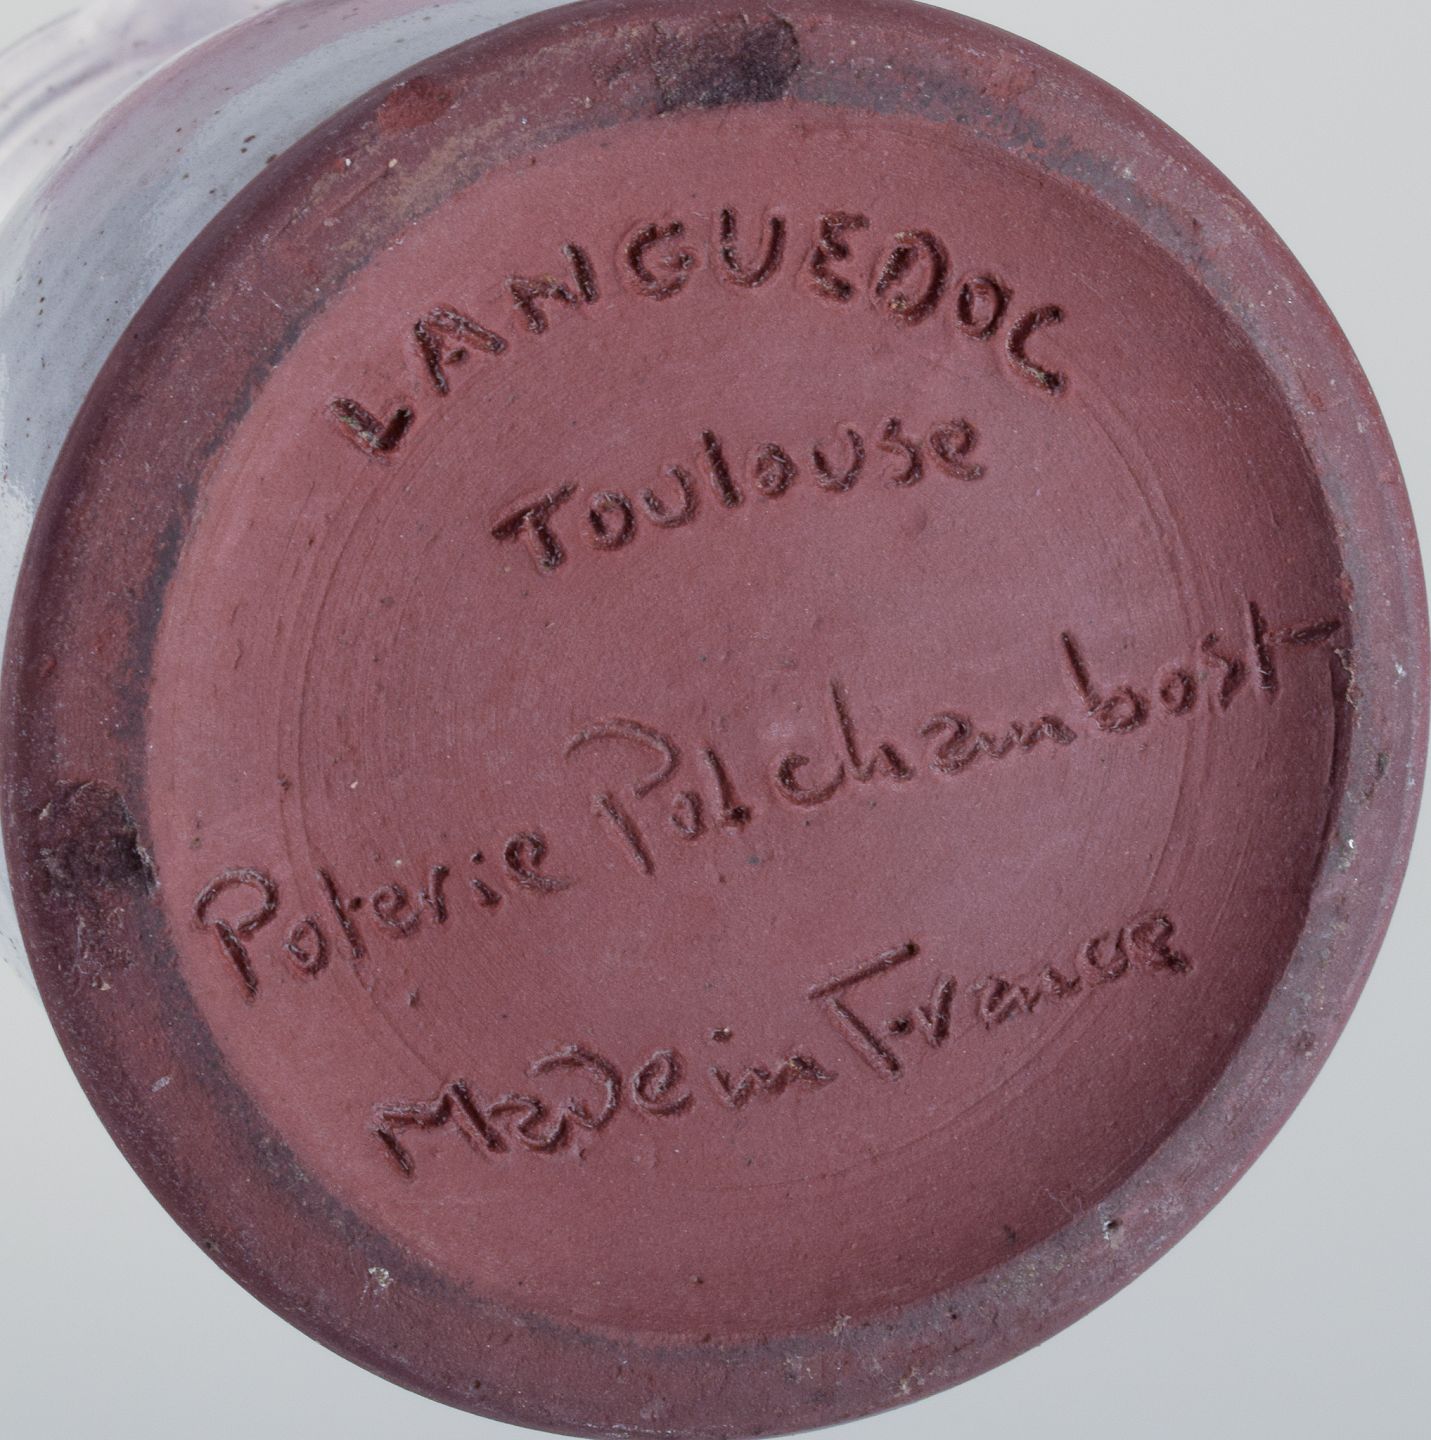 LANGUEDOC
Toulouse
Poterie Pol chambost
Made in France